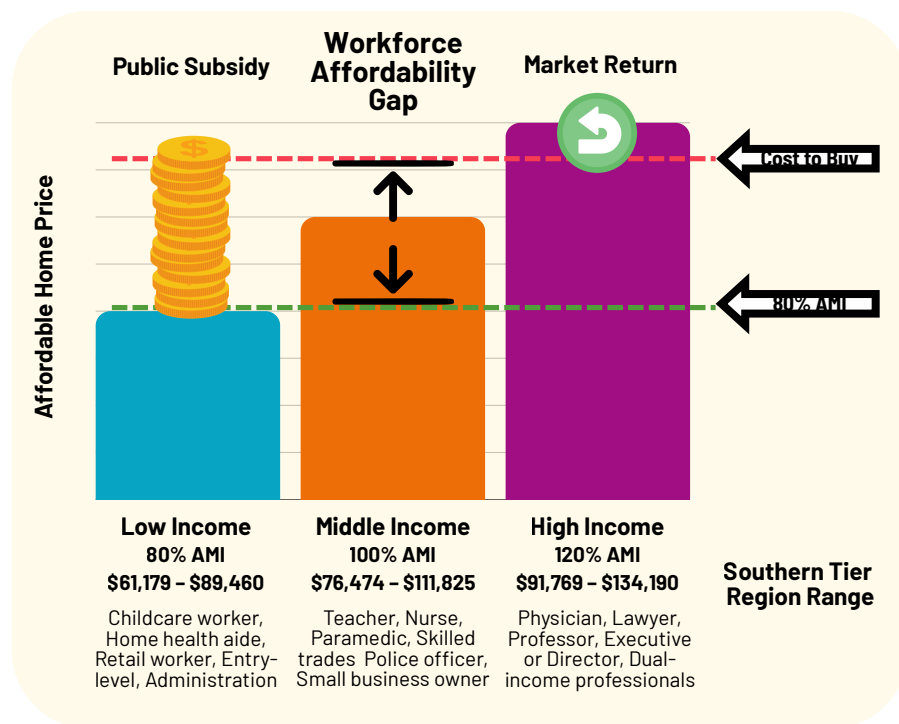 Public Subsidy
Workforce
Affordability
Gap
Market Return
$
Cost to Buy
80% AMI
Affordable Home Price
Low Income
80% AMI
$61,179 – $89,460
Childcare worker,
Home health aide,
Retail worker, Entry-
level, Administration
Middle Income
100% AMI
$76,474 – $111,825
Teacher, Nurse,
Paramedic, Skilled
trades  Police officer,
Small business owner
High Income
120% AMI
$91,769 – $134,190
Physician, Lawyer,
Professor, Executive
or Director, Dual-
income professionals
Southern Tier
Region Range